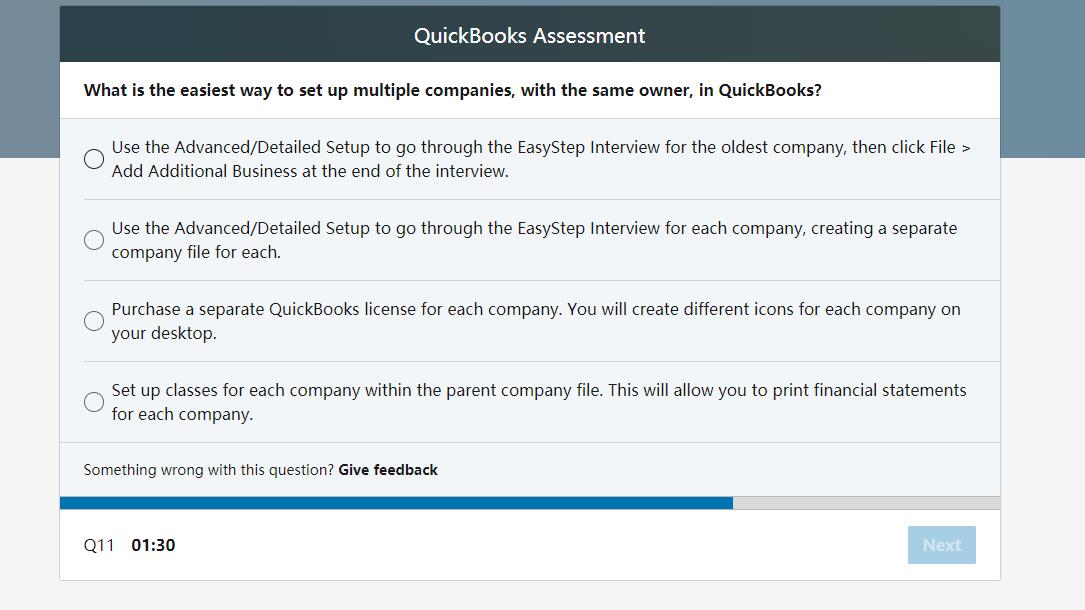 QuickBooks Assessment
What is the easiest way to set up multiple companies, with the same owner, in QuickBooks?
Use the Advanced/Detailed Setup to go through the EasyStep Interview for the oldest company, then click File >
Add Additional Business at the end of the interview.
Use the Advanced/Detailed Setup to go through the EasyStep Interview for each company, creating a separate
company file for each.
Purchase a separate QuickBooks license for each company. You will create different icons for each company on
your desktop.
Set up classes for each company within the parent company file. This will allow you to print financial statements
for each company.
Something wrong with this question? Give feedback
Q11 01:30
Next